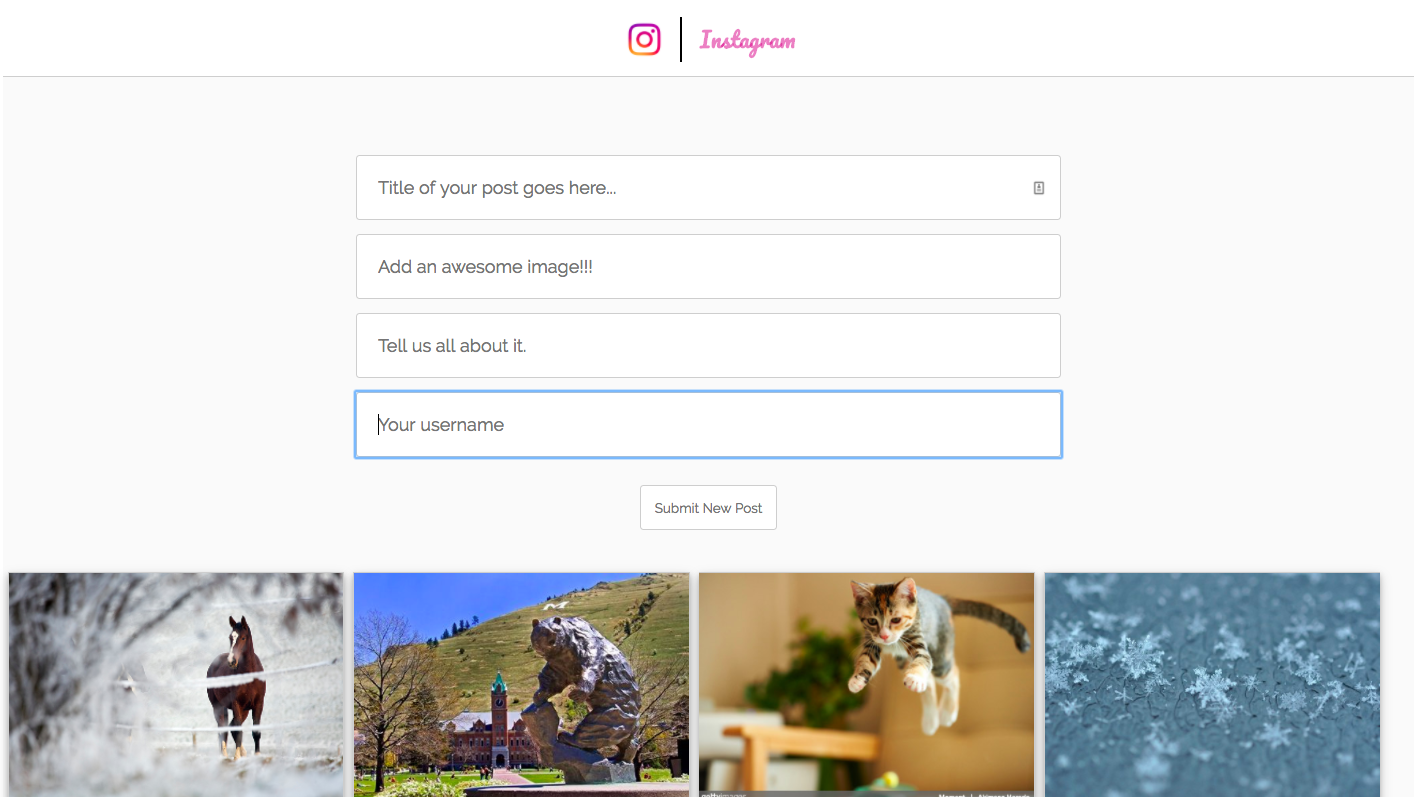 Instagram
Title of your post goes here...
Add an awesome image!!!
Tell us all about it.
Your username
Submit New Post
M
gettyimages